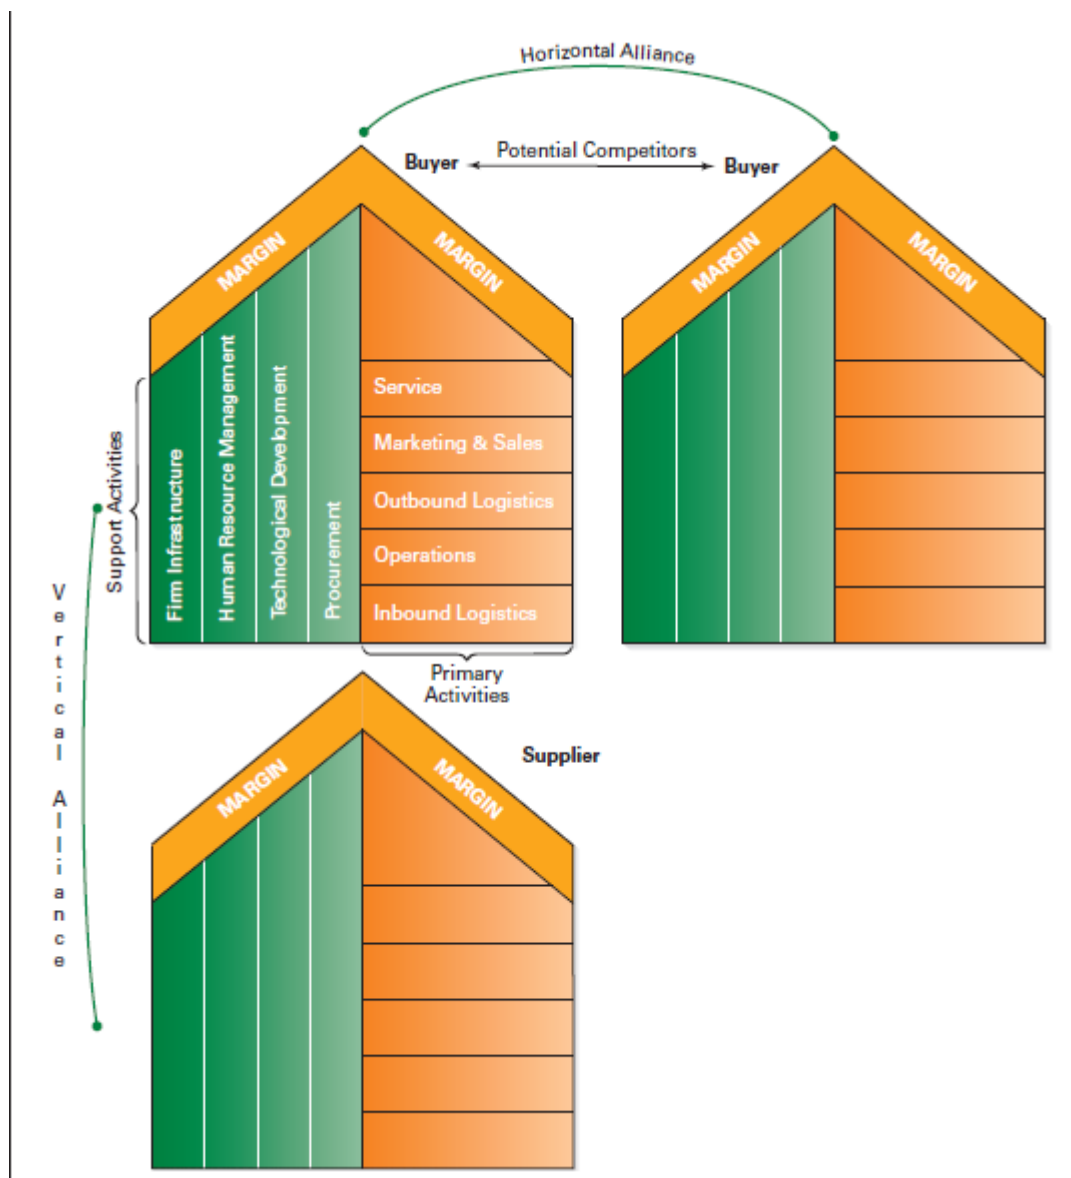 Horizontal Alliance
Buyer
Potential Competitors
Buyer
MARGIN
MARGIN
MARGIN
MARGIN
Support Activities
Firm Infrastructure
Human Resource Management
Technological Development
Procurement
Service
Marketing & Sales
Outbound Logistics
Operations
Inbound Logistics
Primary
Activities
Vertical Alliance
Supplier
MARGIN
MARGIN